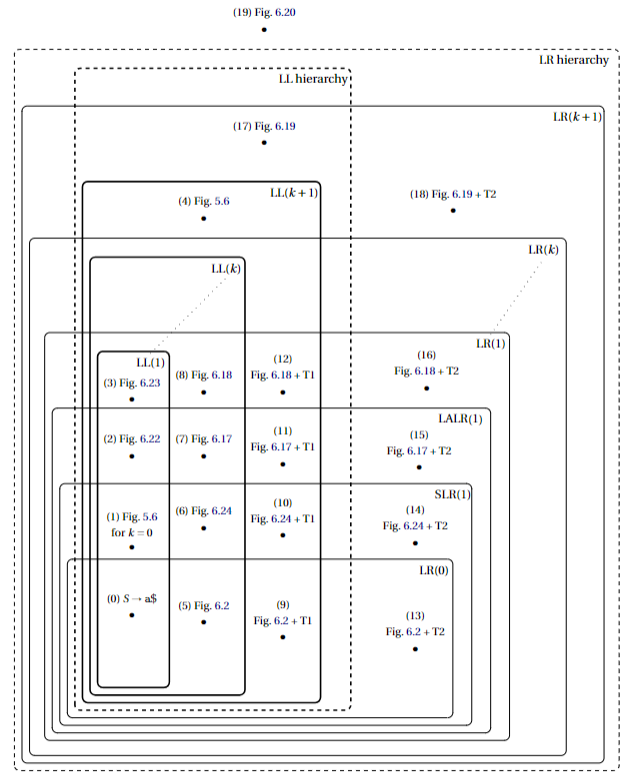 (19) Fig. 6.20
LR hierarchy
LL hierarchy
LR(k + 1)
(17) Fig. 6.19
LL(k + 1)
(18) Fig. 6.19 + T2
(4) Fig. 5.6
LR(k)
LL(k)
LR(1)
(12)
(16)
LL(1)
Fig. 6.18 + T1
Fig. 6.18 + T2
(8) Fig. 6.18
(3) Fig. 6.23
LALR(1)
(11)
(15)
(2) Fig. 6.22
(7) Fig. 6.17
Fig. 6.17 + T1
Fig. 6.17 + T2
SLR(1)
(10)
(14)
(6) Fig. 6.24
(1) Fig. 5.6
for k = 0
Fig. 6.24 + T1
Fig. 6.24 + T2
LR(0)
(0) S → a$
(5) Fig. 6.2
(9)
Fig. 6.2 + T1
(13)
Fig. 6.2 + T2